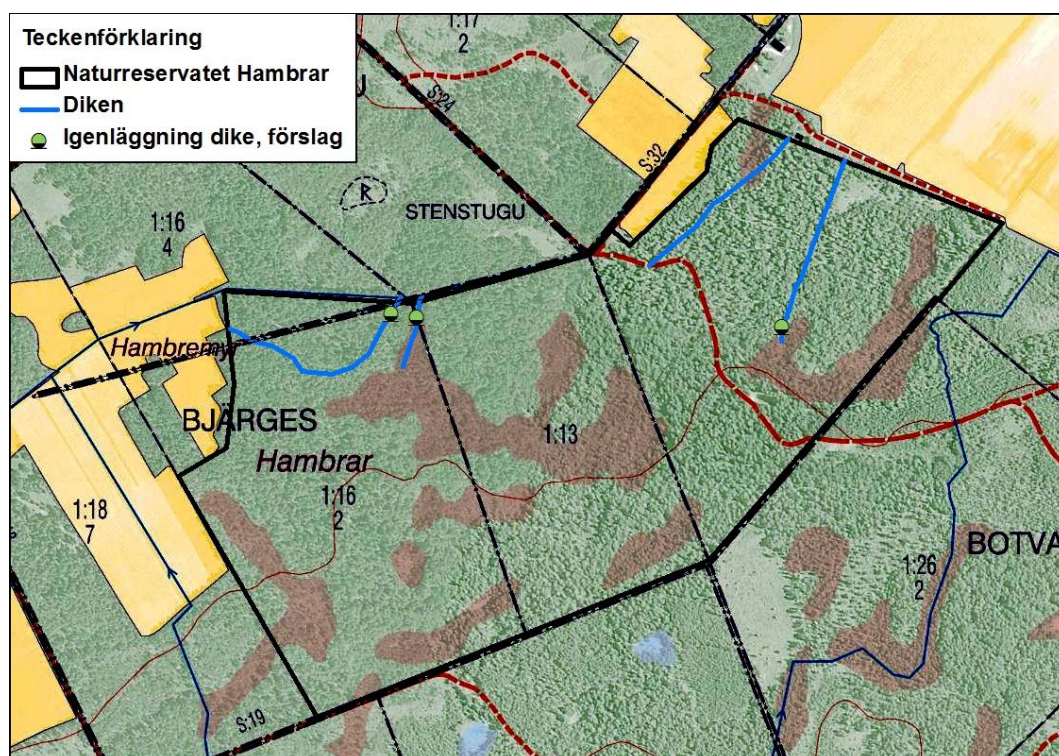 Teckenförklaring
Naturreservatet Hambrar
Diken
Igenläggning dike, förslag
1:17
2
S:24
S:32
R
STENSTUGU
1:16
4
Hambremyr
BJÄRGES
Hambrar
1:13
1:16
2
1:18
7
BOTVA
1:26
2
S:19